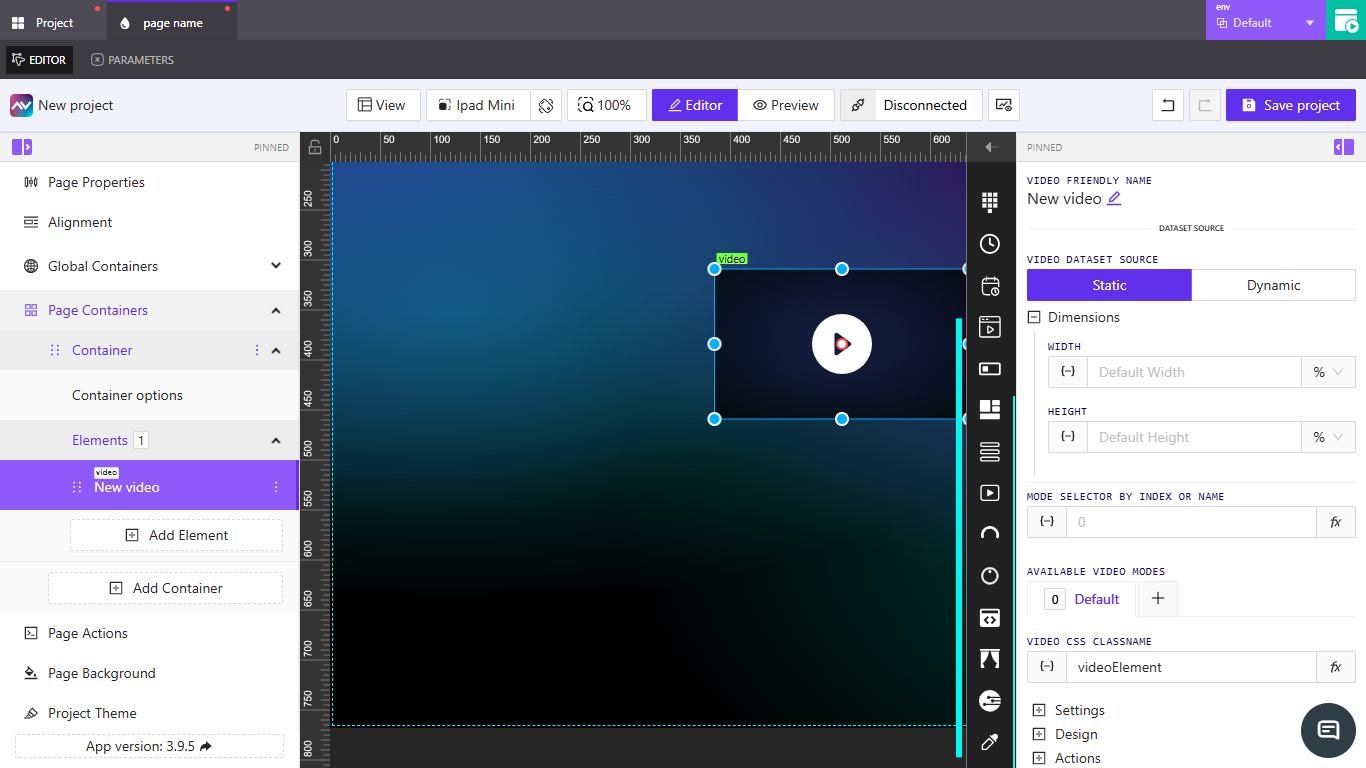 Project
page name
env
Default
EDITOR
PARAMETERS
New project
View
Ipad Mini
100%
Editor
Preview
Disconnected
Save project
PINNED
Page Properties
Alignment
Global Containers
Page Containers
Container
Container options
Elements 1
video
New video
Add Element
Add Container
Page Actions
Page Background
Project Theme
App version: 3.9.5
0 50 100 150 200 250 300 350 400 450 500 550 600
250
300
350
400
450
500
550
600
650
700
750
800
video
PINNED
VIDEO FRIENDLY NAME
New video
DATASET SOURCE
VIDEO DATASET SOURCE
Static
Dynamic
Dimensions
WIDTH
{--} Default Width %
HEIGHT
{--} Default Height %
MODE SELECTOR BY INDEX OR NAME
{--} 0 fx
AVAILABLE VIDEO MODES
0 Default +
VIDEO CSS CLASSNAME
{--} videoElement fx
Settings
Design
Actions